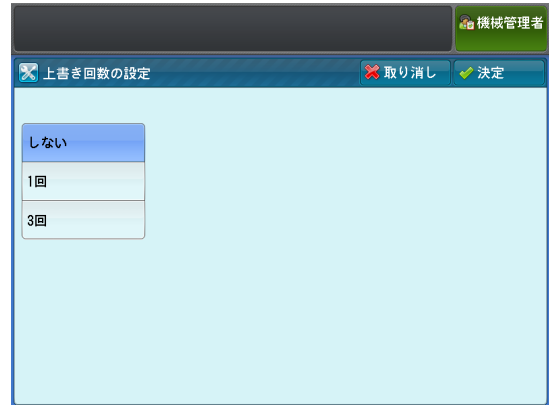 機械管理者
上書き回数の設定
取り消し
決定
しない
1回
3回